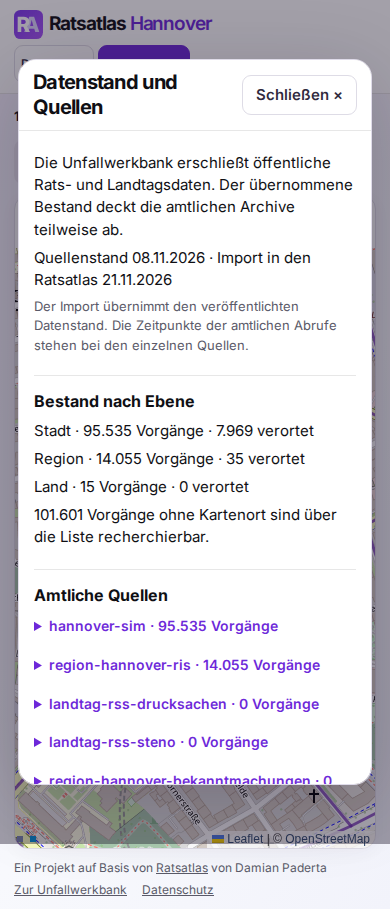 RA Ratsatlas Hannover
Datenstand und
Quellen
Schließen ×
Die Unfallwerkbank erschließt öffentliche
Rats- und Landtagsdaten. Der übernommene
Bestand deckt die amtlichen Archive
teilweise ab.
Quellenstand 08.11.2026 · Import in den
Ratsatlas 21.11.2026
Der Import übernimmt den veröffentlichten
Datenstand. Die Zeitpunkte der amtlichen Abrufe
stehen bei den einzelnen Quellen.
Bestand nach Ebene
Stadt · 95.535 Vorgänge · 7.969 verortet
Region · 14.055 Vorgänge · 35 verortet
Land · 15 Vorgänge · 0 verortet
101.601 Vorgänge ohne Kartenort sind über
die Liste recherchierbar.
Amtliche Quellen
▶ hannover-sim · 95.535 Vorgänge
▶ region-hannover-ris · 14.055 Vorgänge
▶ landtag-rss-drucksachen · 0 Vorgänge
▶ landtag-rss-steno · 0 Vorgänge
▶ region-hannover-bekanntmachungen · 0
Leaflet | © OpenStreetMap
Ein Projekt auf Basis von Ratsatlas von Damian Paderta
Zur Unfallwerkbank Datenschutz